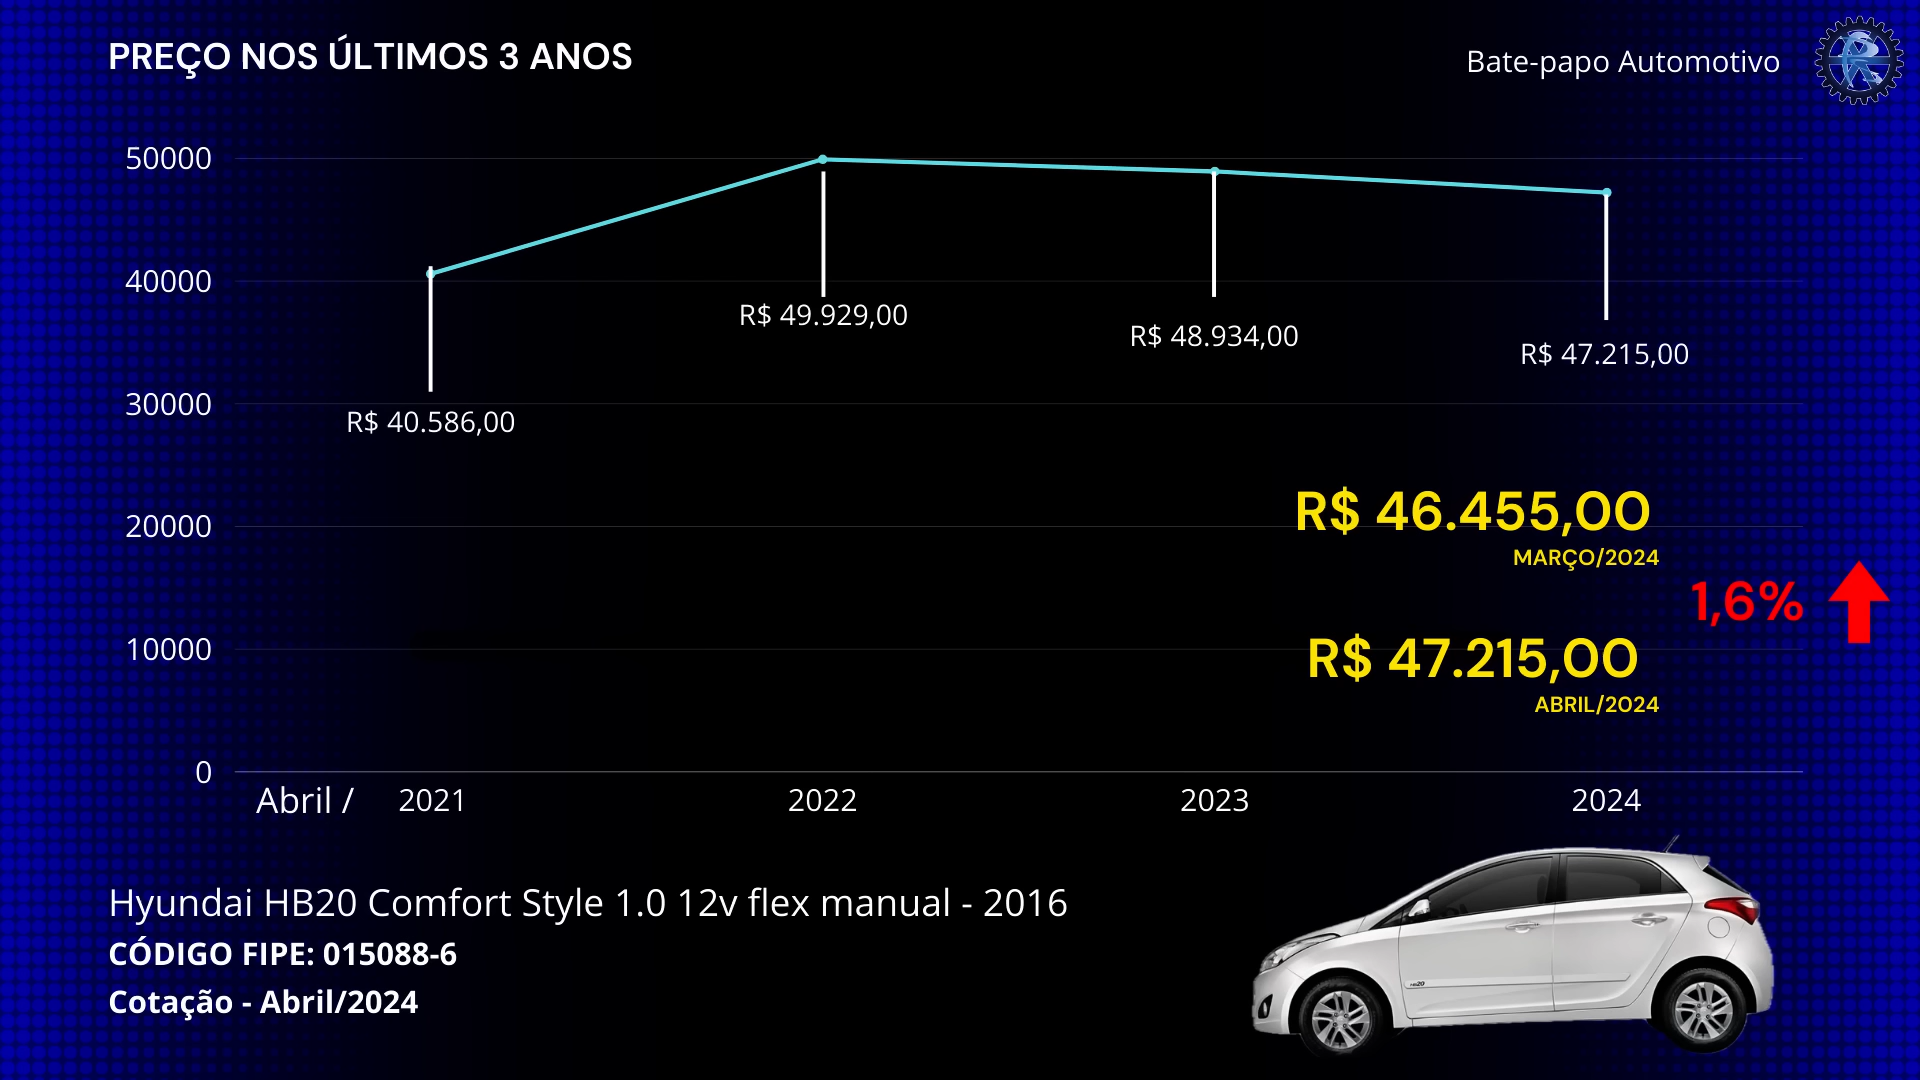 PREÇO NOS ÚLTIMOS 3 ANOS
Bate-papo Automotivo
50000
40000
30000
20000
10000
0
R$ 40.586,00
R$ 49.929,00
R$ 48.934,00
R$ 47.215,00
R$ 46.455,00
MARÇO/2024
1,6%
R$ 47.215,00
ABRIL/2024
Abril / 2021 2022 2023 2024
Hyundai HB20 Comfort Style 1.0 12v flex manual - 2016
CÓDIGO FIPE: 015088-6
Cotação - Abril/2024
HB20